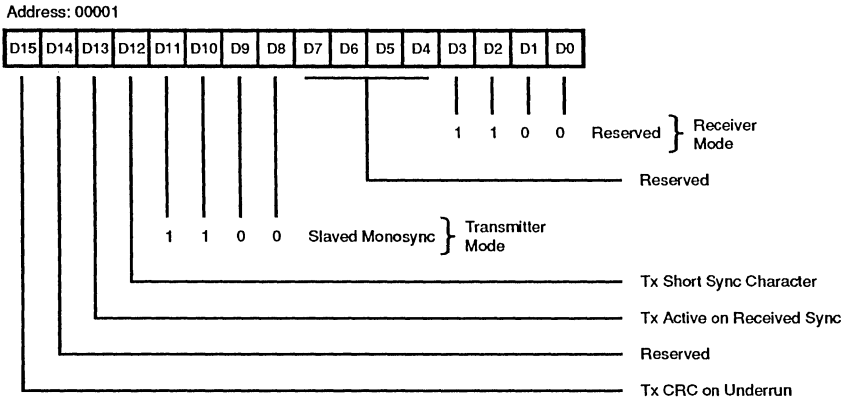 Address: 00001
D15 D14 D13 D12 D11 D10 D9 D8 D7 D6 D5 D4 D3 D2 D1 D0
1 1 0 0 Reserved } Receiver
Mode
Reserved
1 1 0 0 Slaved Monosync } Transmitter
Mode
Tx Short Sync Character
Tx Active on Received Sync
Reserved
Tx CRC on Underrun